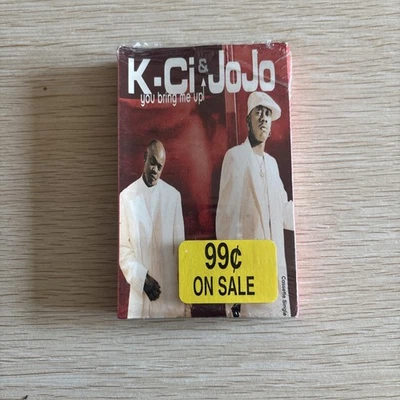 K-Ci & JoJo
you bring me up
99¢
ON SALE
Cassette Single